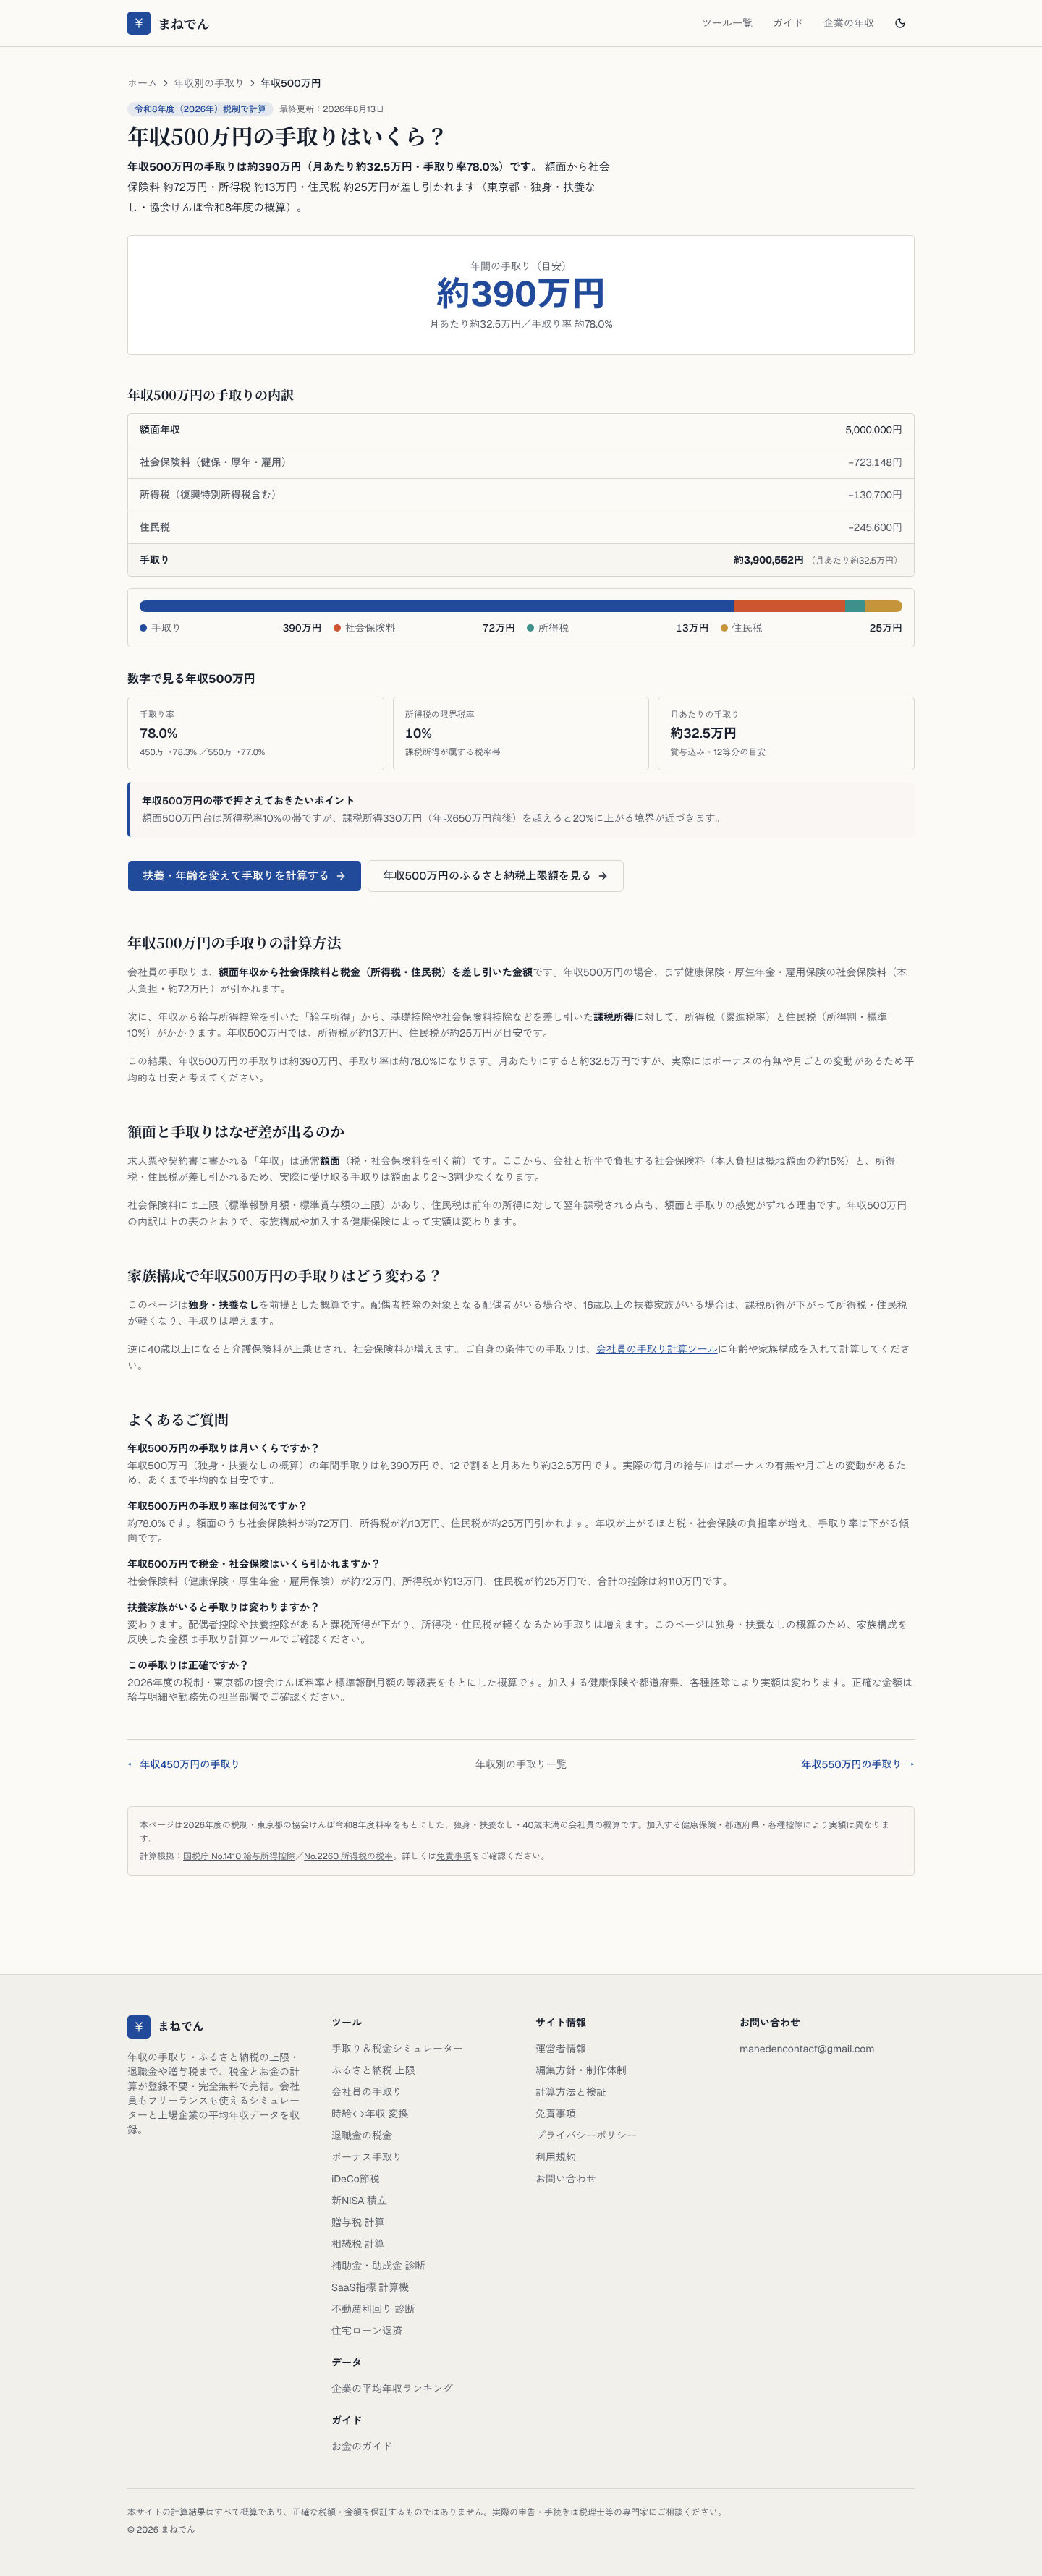 まねでん
ツール一覧 ガイド 企業の年収
ホーム > 年収別の手取り > 年収500万円
令和8年度（2026年）税制で計算 最終更新：2026年8月13日
年収500万円の手取りはいくら？
年収500万円の手取りは約390万円（月あたり約32.5万円・手取り率78.0%）です。 額面から社会
保険料 約72万円・所得税 約13万円・住民税 約25万円が差し引かれます（東京都・独身・扶養な
し・協会けんぽ令和8年度の概算）。
年間の手取り（目安）
約390万円
月あたり約32.5万円／手取り率 約78.0%
年収500万円の手取りの内訳
額面年収 5,000,000円
社会保険料（健保・厚年・雇用） −723,148円
所得税（復興特別所得税含む） −130,700円
住民税 −245,600円
手取り 約3,900,552円 （月あたり約32.5万円）
手取り 390万円 社会保険料 72万円 所得税 13万円 住民税 25万円
数字で見る年収500万円
手取り率
78.0%
450万→78.3% ／550万→77.0%
所得税の限界税率
10%
課税所得が属する税率帯
月あたりの手取り
約32.5万円
賞与込み・12等分の目安
年収500万円の帯で押さえておきたいポイント
額面500万円台は所得税率10%の帯ですが、課税所得330万円（年収650万円前後）を超えると20%に上がる境界が近づきます。
扶養・年齢を変えて手取りを計算する →
年収500万円のふるさと納税上限額を見る →
年収500万円の手取りの計算方法
会社員の手取りは、額面年収から社会保険料と税金（所得税・住民税）を差し引いた金額です。年収500万円の場合、まず健康保険・厚生年金・雇用保険の社会保険料（本
人負担・約72万円）が引かれます。
次に、年収から給与所得控除を引いた「給与所得」から、基礎控除や社会保険料控除などを差し引いた課税所得に対して、所得税（累進税率）と住民税（所得割・標準
10%）がかかります。年収500万円では、所得税が約13万円、住民税が約25万円が目安です。
この結果、年収500万円の手取りは約390万円、手取り率は約78.0%になります。月あたりにすると約32.5万円ですが、実際にはボーナスの有無や月ごとの変動があるため平
均的な目安と考えてください。
額面と手取りはなぜ差が出るのか
求人票や契約書に書かれる「年収」は通常額面（税・社会保険料を引く前）です。ここから、会社と折半で負担する社会保険料（本人負担は概ね額面の約15%）と、所得
税・住民税が差し引かれるため、実際に受け取る手取りは額面より2〜3割少なくなります。
社会保険料には上限（標準報酬月額・標準賞与額の上限）があり、住民税は前年の所得に対して翌年課税される点も、額面と手取りの感覚がずれる理由です。年収500万円
の内訳は上の表のとおりで、家族構成や加入する健康保険によって実額は変わります。
家族構成で年収500万円の手取りはどう変わる？
このページは独身・扶養なしを前提とした概算です。配偶者控除の対象となる配偶者がいる場合や、16歳以上の扶養家族がいる場合は、課税所得が下がって所得税・住民税
が軽くなり、手取りは増えます。
逆に40歳以上になると介護保険料が上乗せされ、社会保険料が増えます。ご自身の条件での手取りは、会社員の手取り計算ツールに年齢や家族構成を入れて計算してくださ
い。
よくあるご質問
年収500万円の手取りは月いくらですか？
年収500万円（独身・扶養なしの概算）の年間手取りは約390万円で、12で割ると月あたり約32.5万円です。実際の毎月の給与にはボーナスの有無や月ごとの変動があるた
め、あくまで平均的な目安です。
年収500万円の手取り率は何%ですか？
約78.0%です。額面のうち社会保険料が約72万円、所得税が約13万円、住民税が約25万円引かれます。年収が上がるほど税・社会保険の負担率が増え、手取り率は下がる傾
向です。
年収500万円で税金・社会保険はいくら引かれますか？
社会保険料（健康保険・厚生年金・雇用保険）が約72万円、所得税が約13万円、住民税が約25万円で、合計の控除は約110万円です。
扶養家族がいると手取りは変わりますか？
変わります。配偶者控除や扶養控除があると課税所得が下がり、所得税・住民税が軽くなるため手取りは増えます。このページは独身・扶養なしの概算のため、家族構成を
反映した金額は手取り計算ツールでご確認ください。
この手取りは正確ですか？
2026年度の税制・東京都の協会けんぽ料率と標準報酬月額の等級表をもとにした概算です。加入する健康保険や都道府県、各種控除により実額は変わります。正確な金額は
給与明細や勤務先の担当部署でご確認ください。
← 年収450万円の手取り 年収別の手取り一覧 年収550万円の手取り →
本ページは2026年度の税制・東京都の協会けんぽ令和8年度料率をもとにした、独身・扶養なし・40歳未満の会社員の概算です。加入する健康保険・都道府県・各種控除により実額は異なりま
す。
計算根拠：国税庁 No.1410 給与所得控除／No.2260 所得税の税率。詳しくは免責事項をご確認ください。
まねでん
年収の手取り・ふるさと納税の上限・
退職金や贈与税まで、税金とお金の計
算が登録不要・完全無料で完結。会社
員もフリーランスも使えるシミュレー
ターと上場企業の平均年収データを収
録。
ツール
手取り＆税金シミュレーター
ふるさと納税 上限
会社員の手取り
時給⇔年収 変換
退職金の税金
ボーナス手取り
iDeCo節税
新NISA 積立
贈与税 計算
相続税 計算
補助金・助成金 診断
SaaS指標 計算機
不動産利回り 診断
住宅ローン返済
データ
企業の平均年収ランキング
ガイド
お金のガイド
サイト情報
運営者情報
編集方針・制作体制
計算方法と検証
免責事項
プライバシーポリシー
利用規約
お問い合わせ
お問い合わせ
manedencontact@gmail.com
本サイトの計算結果はすべて概算であり、正確な税額・金額を保証するものではありません。実際の申告・手続きは税理士等の専門家にご相談ください。
© 2026 まねでん